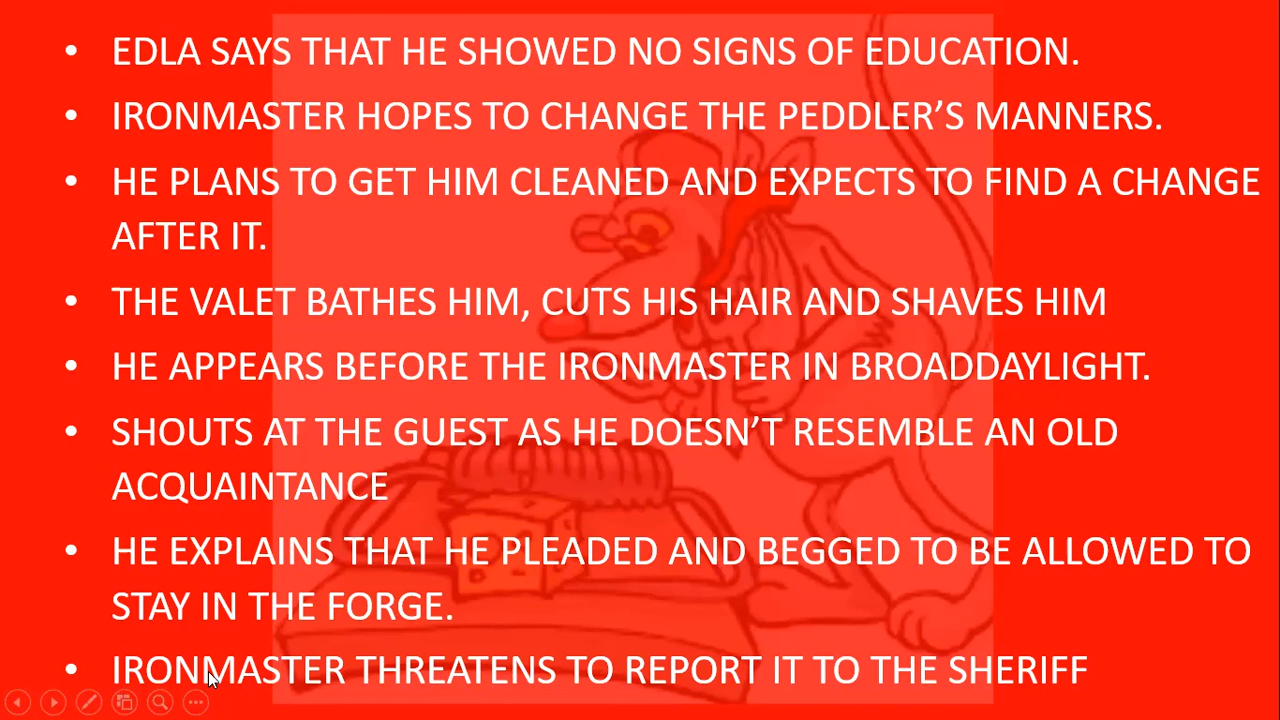 • EDLA SAYS THAT HE SHOWED NO SIGNS OF EDUCATION.
• IRONMASTER HOPES TO CHANGE THE PEDDLER’S MANNERS.
• HE PLANS TO GET HIM CLEANED AND EXPECTS TO FIND A CHANGE
AFTER IT.
• THE VALET BATHES HIM, CUTS HIS HAIR AND SHAVES HIM
• HE APPEARS BEFORE THE IRONMASTER IN BROADDAYLIGHT.
• SHOUTS AT THE GUEST AS HE DOESN’T RESEMBLE AN OLD
ACQUAINTANCE
• HE EXPLAINS THAT HE PLEADED AND BEGGED TO BE ALLOWED TO
STAY IN THE FORGE.
• IRONMASTER THREATENS TO REPORT IT TO THE SHERIFF